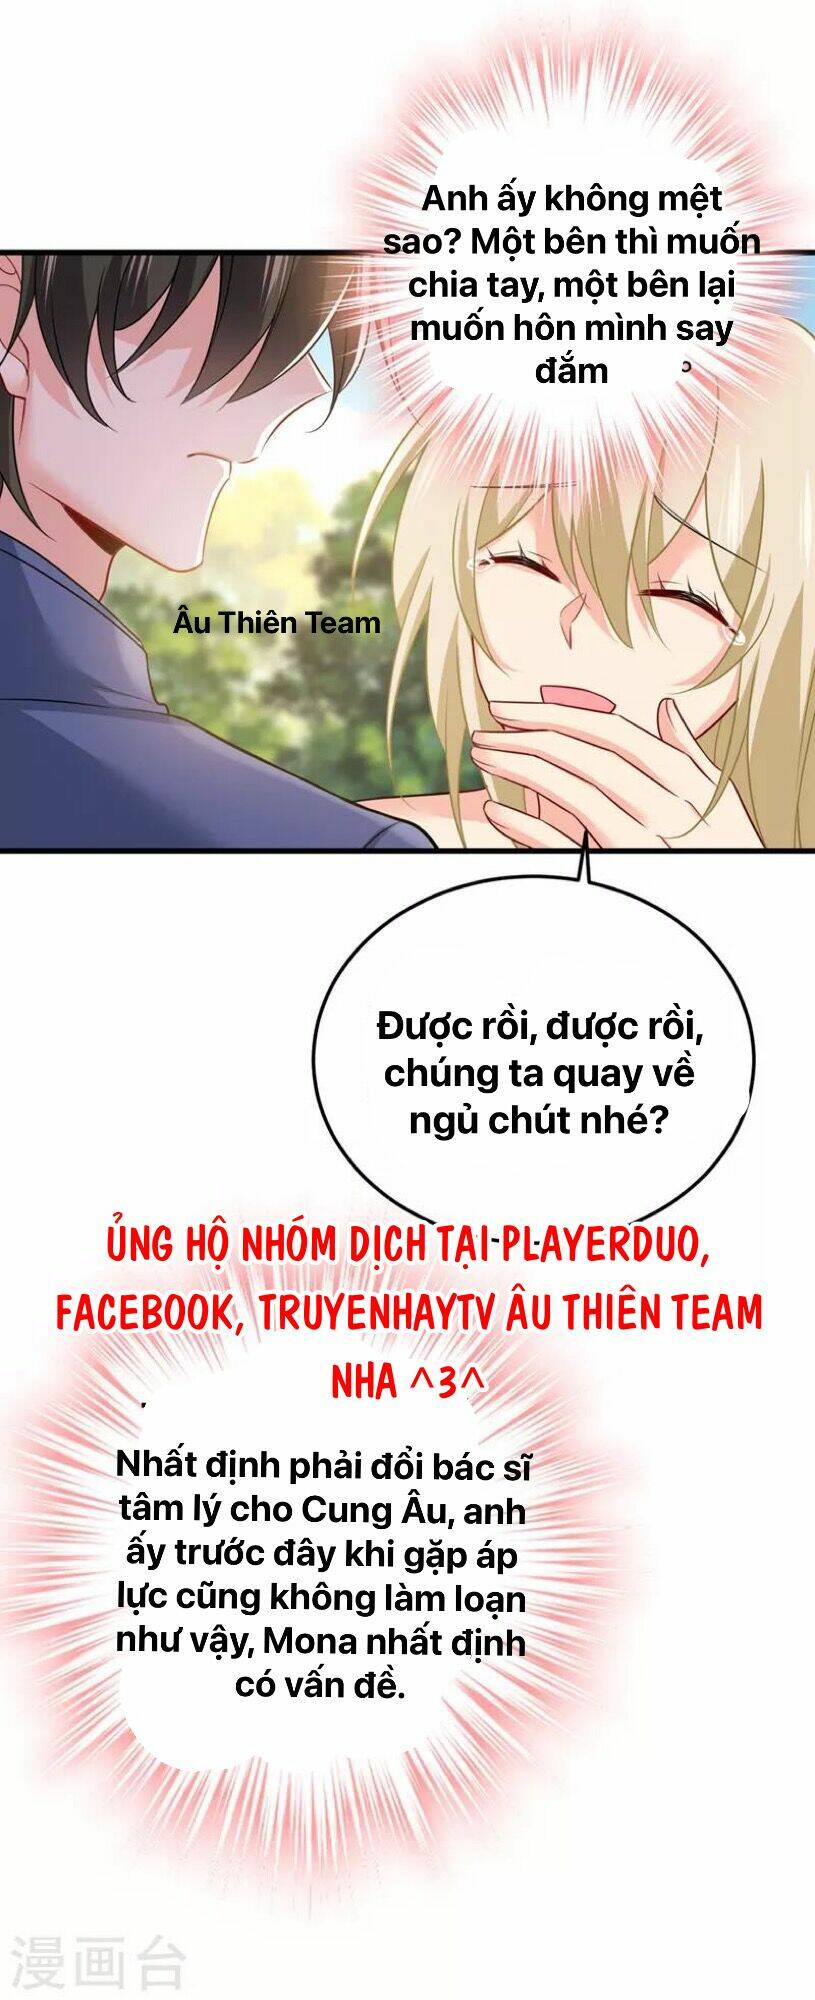 Anh ấy không mệt
sao? Một bên thì muốn
chia tay, một bên lại
muốn hôn mình say
đắm
Âu Thiên Team
Được rồi, được rồi,
chúng ta quay về
ngủ chút nhé?
ỦNG HỘ NHÓM DỊCH TẠI PLAYERDUO,
FACEBOOK, TRUYENHAYTV ÂU THIÊN TEAM
NHA ^3^
Nhất định phải đổi bác sĩ
tâm lý cho Cung Âu, anh
ấy trước đây khi gặp áp
lực cũng không làm loạn
như vậy, Mona nhất định
có vấn đề.
漫画台